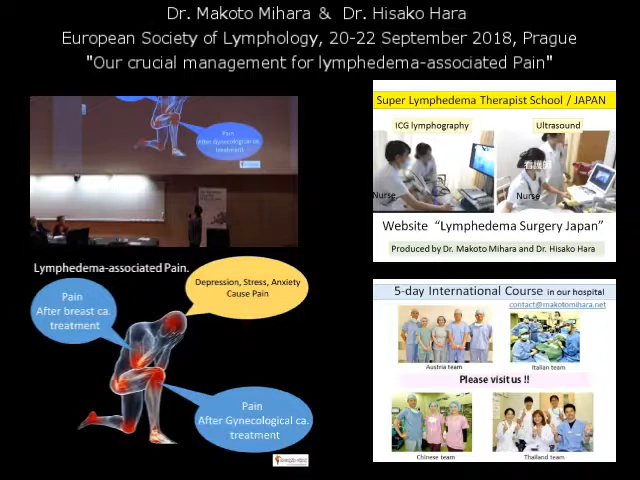 Dr. Makoto Mihara & Dr. Hisako Hara
European Society of Lymphology, 20-22 September 2018, Prague
"Our crucial management for lymphedema-associated Pain"
Pain
After Gynecological ca.
treatment
Lymphedema-associated Pain.
Depression, Stress, Anxiety
Cause Pain
Pain
After breast ca.
treatment
Pain
After Gynecological ca.
treatment
Super Lymphedema Therapist School / JAPAN
ICG lymphography
Ultrasound
看護師
Nurse
Nurse
Website “Lymphedema Surgery Japan”
Produced by Dr. Makoto Mihara and Dr. Hisako Hara
5-day International Course in our hospital
contact@makotomihara.net
Austria team
Italian team
Please visit us !!
Chinese team
Thailand team